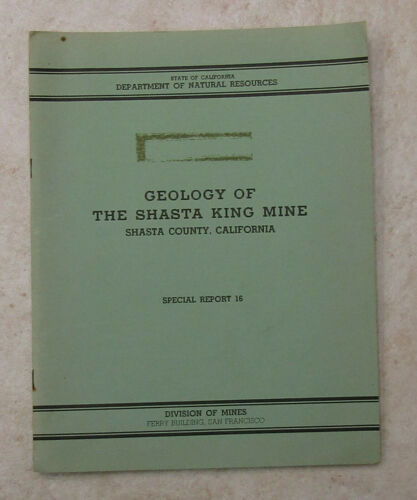 STATE OF CALIFORNIA
DEPARTMENT OF NATURAL RESOURCES
GEOLOGY OF
THE SHASTA KING MINE
SHASTA COUNTY, CALIFORNIA
SPECIAL REPORT 16
DIVISION OF MINES
FERRY BUILDING, SAN FRANCISCO